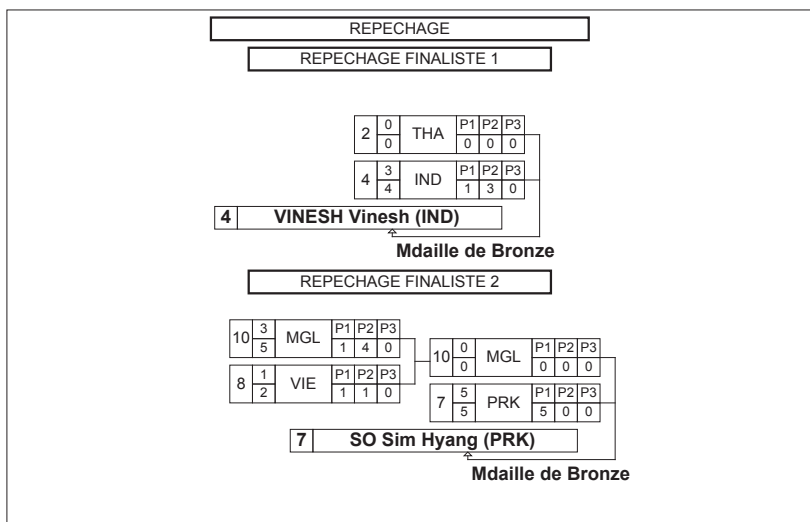 REPECHAGE
REPECHAGE FINALISTE 1
2 0 0 THA P1 P2 P3 0 0 0
4 3 4 IND P1 P2 P3 1 3 0
4 VINESH Vinesh (IND)
Mdaille de Bronze
REPECHAGE FINALISTE 2
10 3 5 MGL P1 P2 P3 1 4 0
8 1 2 VIE P1 P2 P3 1 1 0
10 0 0 MGL P1 P2 P3 0 0 0
7 5 5 PRK P1 P2 P3 5 0 0
7 SO Sim Hyang (PRK)
Mdaille de Bronze